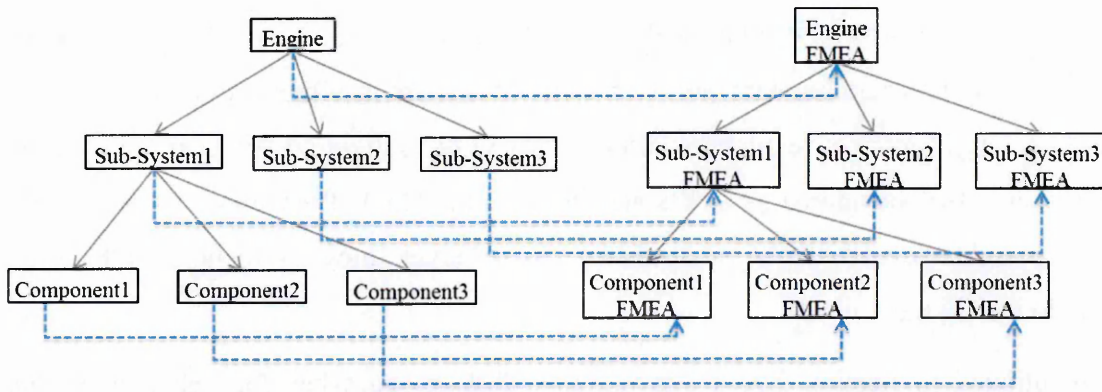 Engine
Engine
FMEA
Sub-System1
Sub-System2
Sub-System3
Sub-System1
FMEA
Sub-System2
FMEA
Sub-System3
FMEA
Component1
Component2
Component3
Component1
FMEA
Component2
FMEA
Component3
FMEA